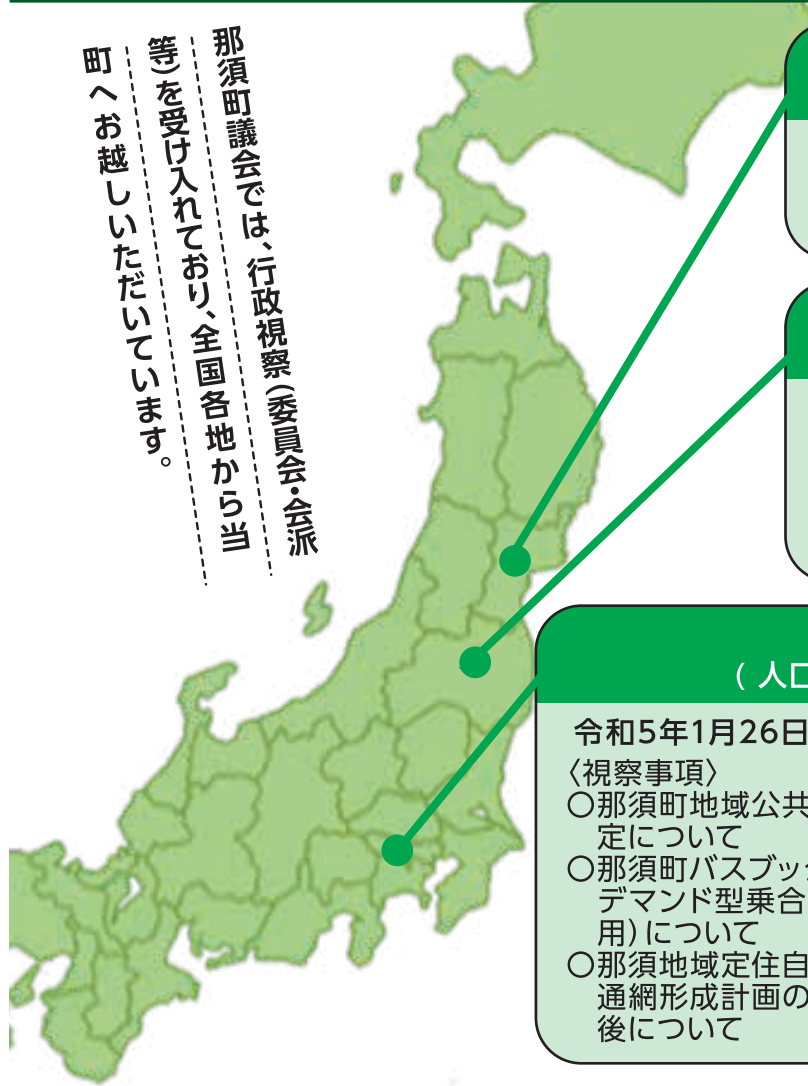 那須町議会では、行政視察(委員会・会派
等)を受け入れており、全国各地から当
町へお越しいただいています。
(人口
令和5年1月26日
〈視察事項〉
○那須町地域公共
定について
○那須町バスブック
デマンド型乗合
用)について
○那須地域定住自
通網形成計画の
後について